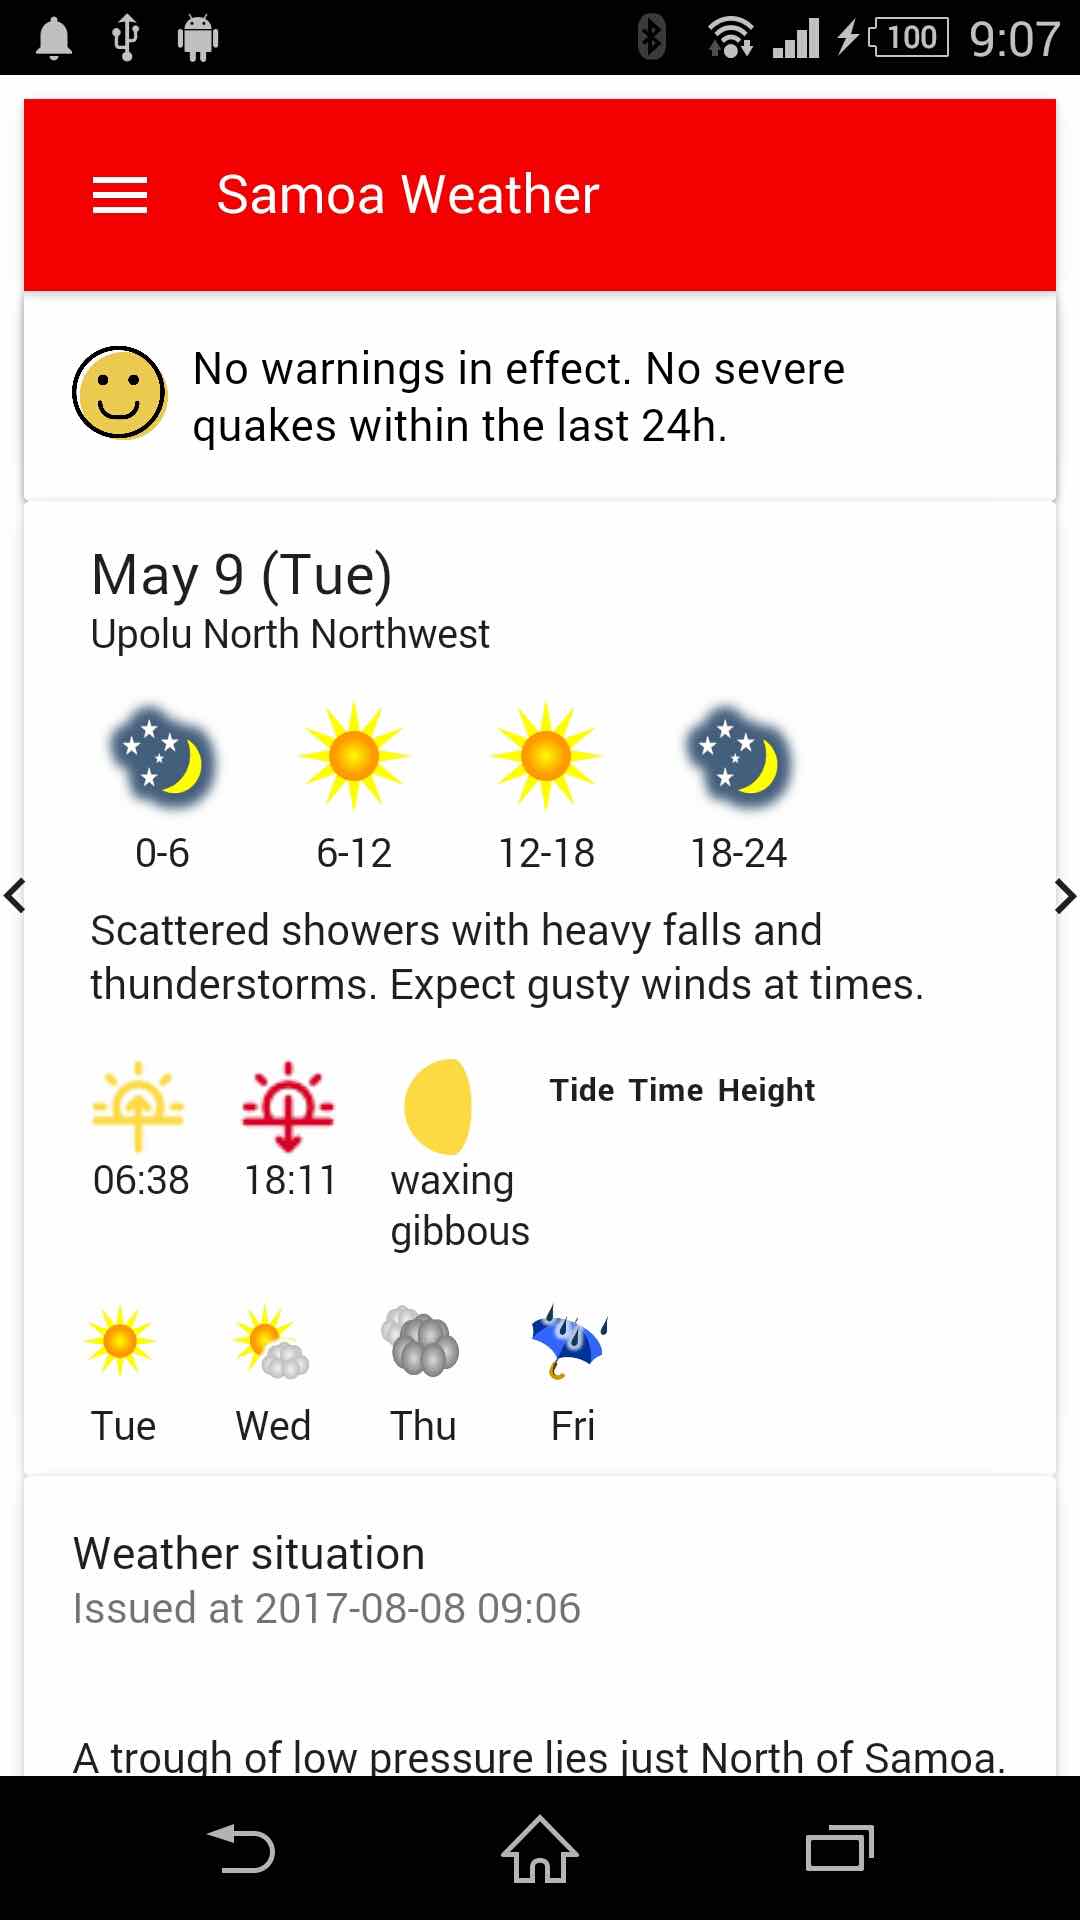 100 9:07
Samoa Weather
No warnings in effect. No severe
quakes within the last 24h.
May 9 (Tue)
Upolu North Northwest
0-6 6-12 12-18 18-24
Scattered showers with heavy falls and
thunderstorms. Expect gusty winds at times.
Tide Time Height
06:38 18:11 waxing
gibbous
Tue Wed Thu Fri
Weather situation
Issued at 2017-08-08 09:06
A trough of low pressure lies just North of Samoa.